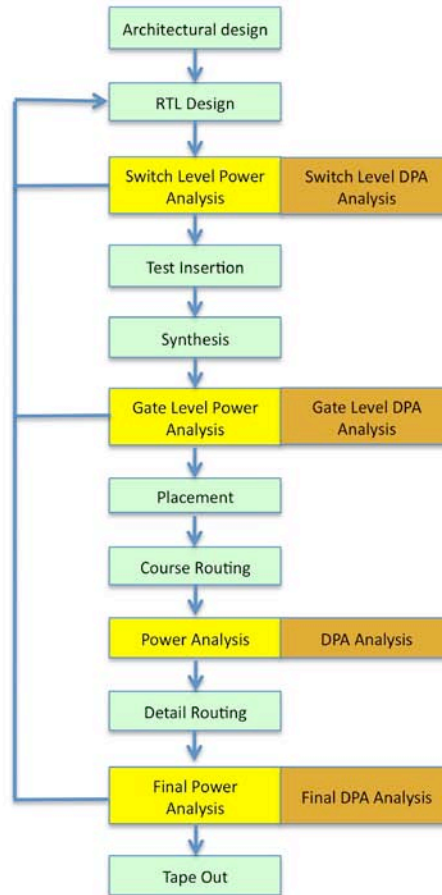 Architectural design
RTL Design
Switch Level Power
Analysis
Switch Level DPA
Analysis
Test Insertion
Synthesis
Gate Level Power
Analysis
Gate Level DPA
Analysis
Placement
Course Routing
Power Analysis
DPA Analysis
Detail Routing
Final Power
Analysis
Final DPA Analysis
Tape Out